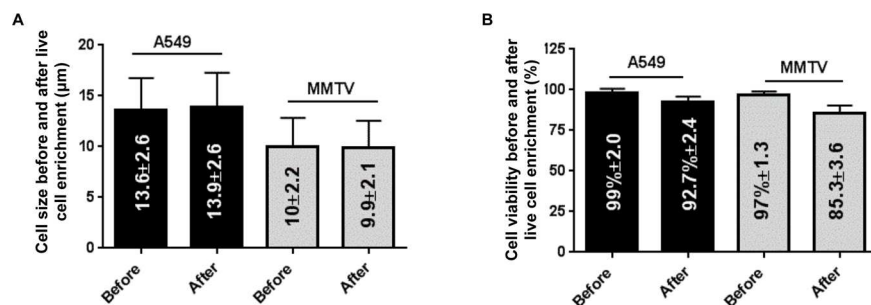 A
Cell size before and after live
cell enrichment (µm)
20
15
10
5
0
A549
MMTV
13.6±2.6
13.9±2.6
10±2.2
9.9±2.1
Before
After
Before
After
B
Cell viability before and after
live cell enrichment (%)
125
100
75
50
25
0
A549
MMTV
99%±2.0
92.7%±2.4
97%±1.3
85.3±3.6
Before
After
Before
After